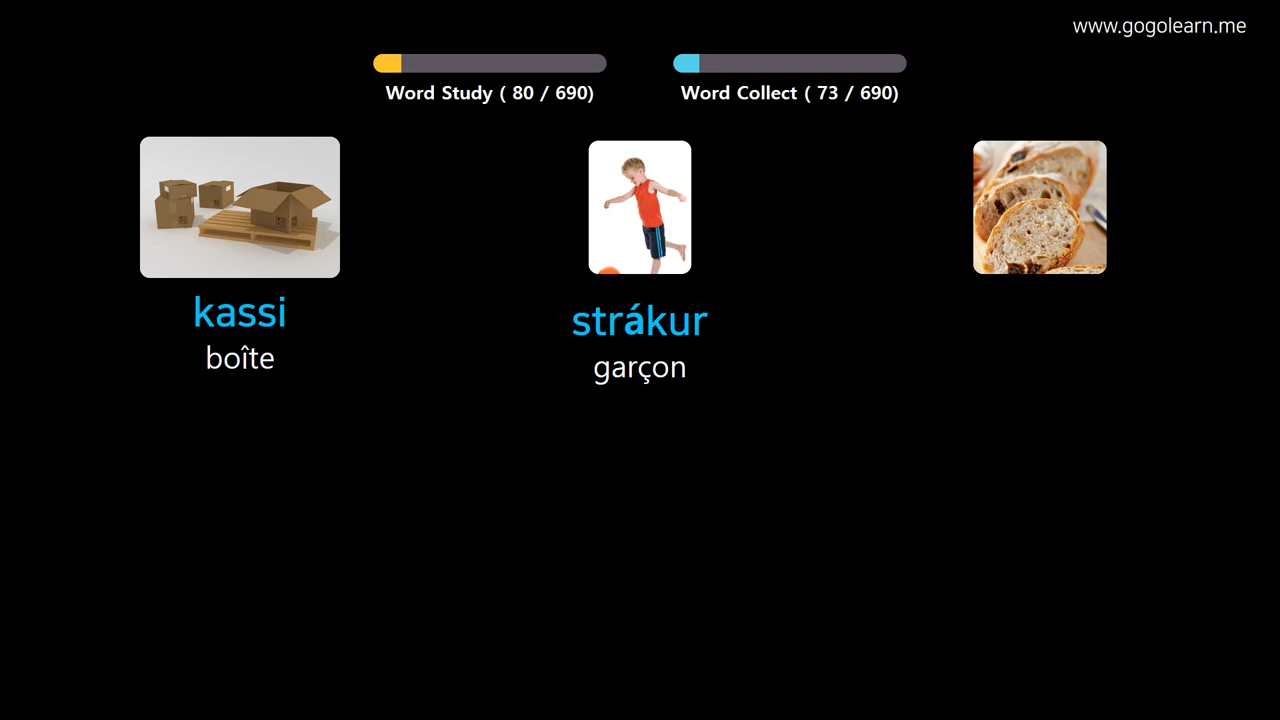 www.gogolearn.me
Word Study ( 80 / 690)
Word Collect ( 73 / 690)
kassi
boîte
strákur
garçon